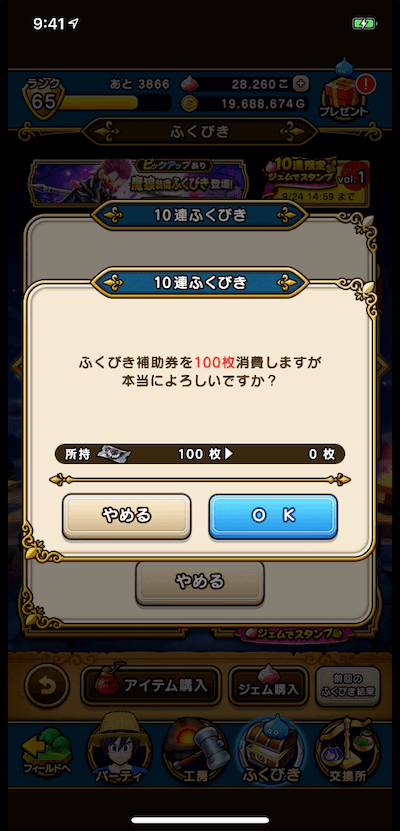 9:41
ランク
65
あと 3866
28,260こ
19,688,674G
プレゼント
ふくびき
ピックアップあり
ふくびき登場!
10連限定
ジェムでスタンプ
vol.1
9/24 14:59 まで
10連ふくびき
10連ふくびき
ふくびき補助券を100枚消費しますが
本当によろしいですか？
所持 100 枚 ▶ 0 枚
やめる
OK
やめる
ジェムでスタンプ
アイテム購入
ジェム購入
前回の
ふくびき結果
フィールドへ
パーティ
工房
ふくびき
交換所